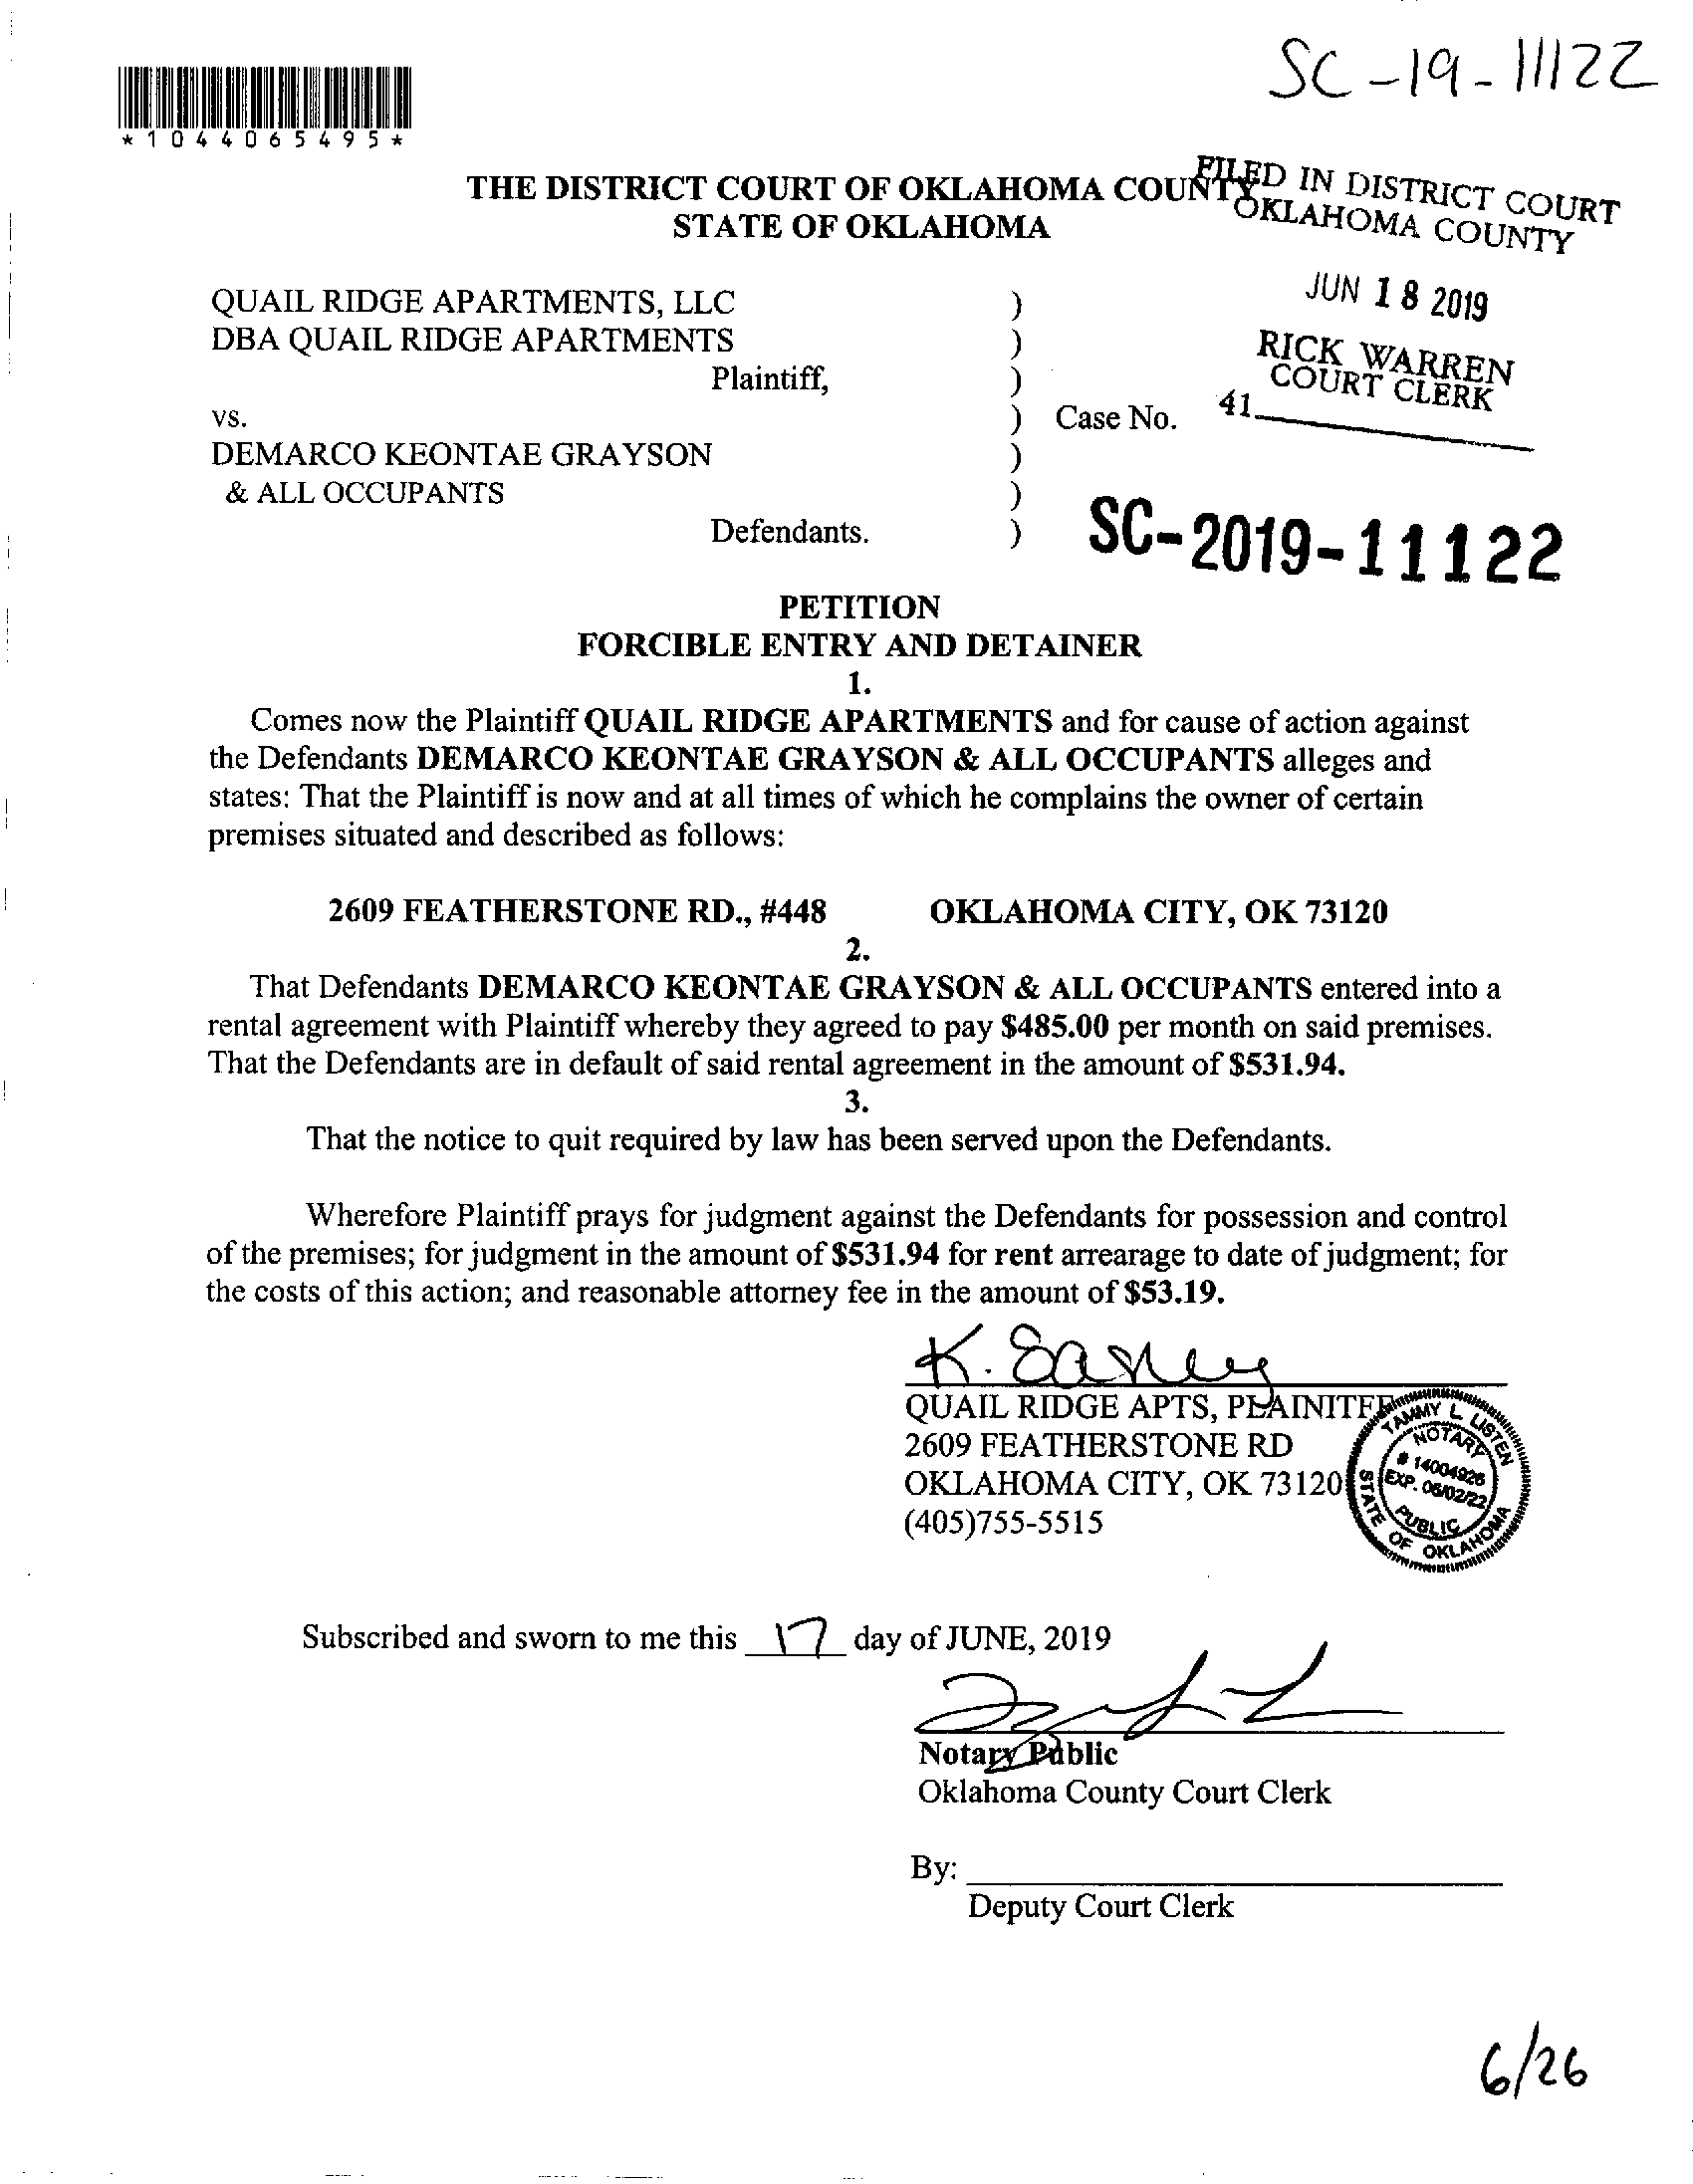 SC-19-11122
*1044065495*
THE DISTRICT COURT OF OKLAHOMA COUNTY
STATE OF OKLAHOMA
FILED IN DISTRICT COURT
OKLAHOMA COUNTY
JUN 18 2019
RICK WARREN
COURT CLERK
41
QUAIL RIDGE APARTMENTS, LLC )
DBA QUAIL RIDGE APARTMENTS )
Plaintiff, )
vs. ) Case No.
DEMARCO KEONTAE GRAYSON )
& ALL OCCUPANTS )
Defendants. )
SC-2019-11122
PETITION
FORCIBLE ENTRY AND DETAINER
1.
Comes now the Plaintiff QUAIL RIDGE APARTMENTS and for cause of action against
the Defendants DEMARCO KEONTAE GRAYSON & ALL OCCUPANTS alleges and
states: That the Plaintiff is now and at all times of which he complains the owner of certain
premises situated and described as follows:
2609 FEATHERSTONE RD., #448 OKLAHOMA CITY, OK 73120
2.
That Defendants DEMARCO KEONTAE GRAYSON & ALL OCCUPANTS entered into a
rental agreement with Plaintiff whereby they agreed to pay $485.00 per month on said premises.
That the Defendants are in default of said rental agreement in the amount of $531.94.
3.
That the notice to quit required by law has been served upon the Defendants.
Wherefore Plaintiff prays for judgment against the Defendants for possession and control
of the premises; for judgment in the amount of $531.94 for rent arrearage to date of judgment; for
the costs of this action; and reasonable attorney fee in the amount of $53.19.
K.
QUAIL RIDGE APTS, PLAINITFF
2609 FEATHERSTONE RD
OKLAHOMA CITY, OK 73120
(405)755-5515
TAMMY L LISTEN
NOTARY
# 14004926
EXP. 06/02/22
PUBLIC
STATE OF OKLAHOMA
Subscribed and sworn to me this 17 day of JUNE, 2019
Notary Public
Oklahoma County Court Clerk
By:
Deputy Court Clerk
6/26